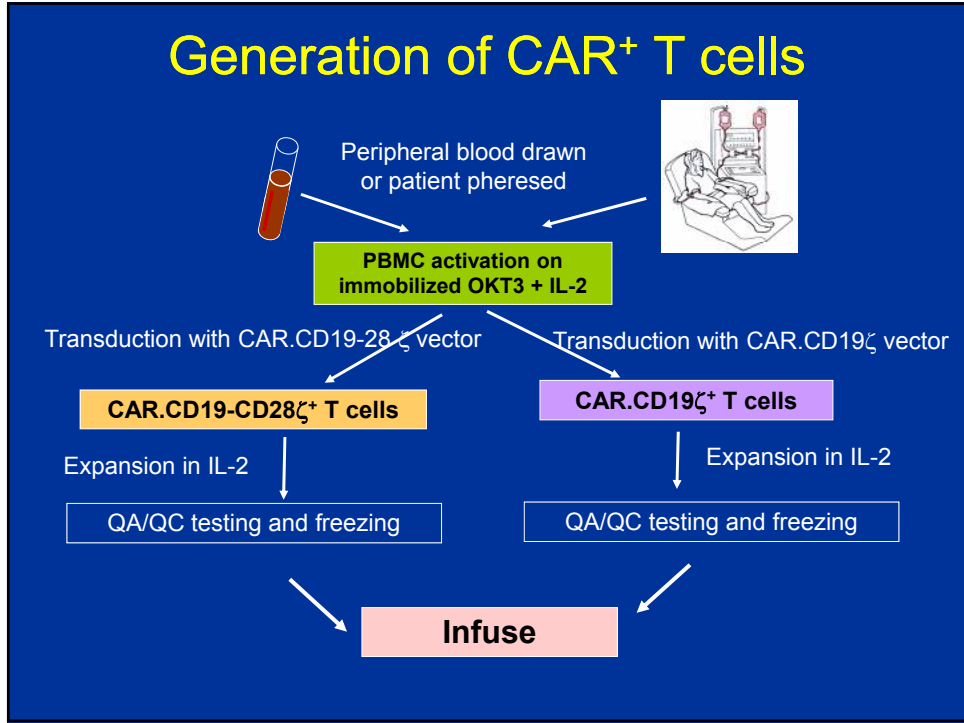 Generation of CAR⁺ T cells
Peripheral blood drawn
or patient pheresed
PBMC activation on
immobilized OKT3 + IL-2
Transduction with CAR.CD19-28 ζ vector
Transduction with CAR.CD19ζ vector
CAR.CD19-CD28ζ⁺ T cells
CAR.CD19ζ⁺ T cells
Expansion in IL-2
Expansion in IL-2
QA/QC testing and freezing
QA/QC testing and freezing
Infuse